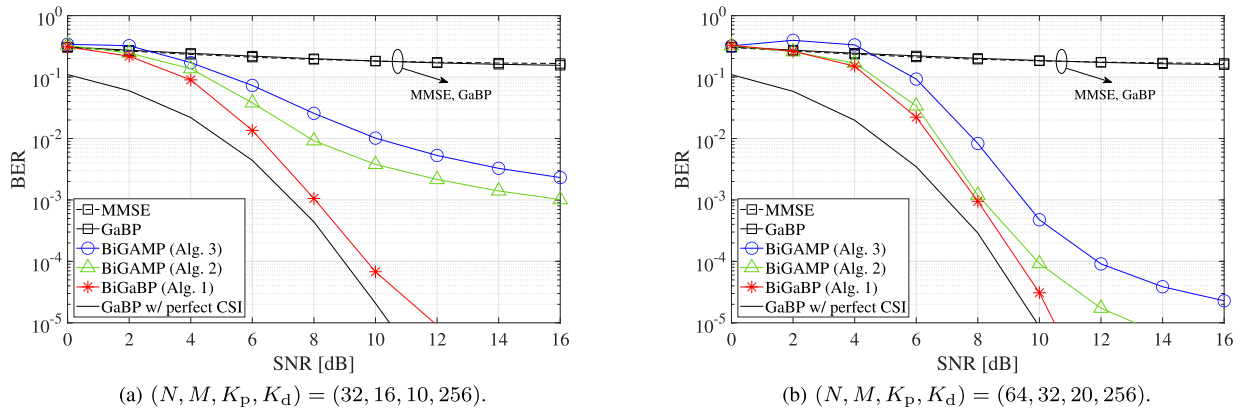 10^0
10^-1
10^-2
10^-3
10^-4
10^-5
BER
MMSE, GaBP
MMSE
GaBP
BiGAMP (Alg. 3)
BiGAMP (Alg. 2)
BiGaBP (Alg. 1)
GaBP w/ perfect CSI
0 2 4 6 8 10 12 14 16
SNR [dB]
(a) (N, M, K_p, K_d) = (32, 16, 10, 256).
10^0
10^-1
10^-2
10^-3
10^-4
10^-5
BER
MMSE, GaBP
MMSE
GaBP
BiGAMP (Alg. 3)
BiGAMP (Alg. 2)
BiGaBP (Alg. 1)
GaBP w/ perfect CSI
0 2 4 6 8 10 12 14 16
SNR [dB]
(b) (N, M, K_p, K_d) = (64, 32, 20, 256).